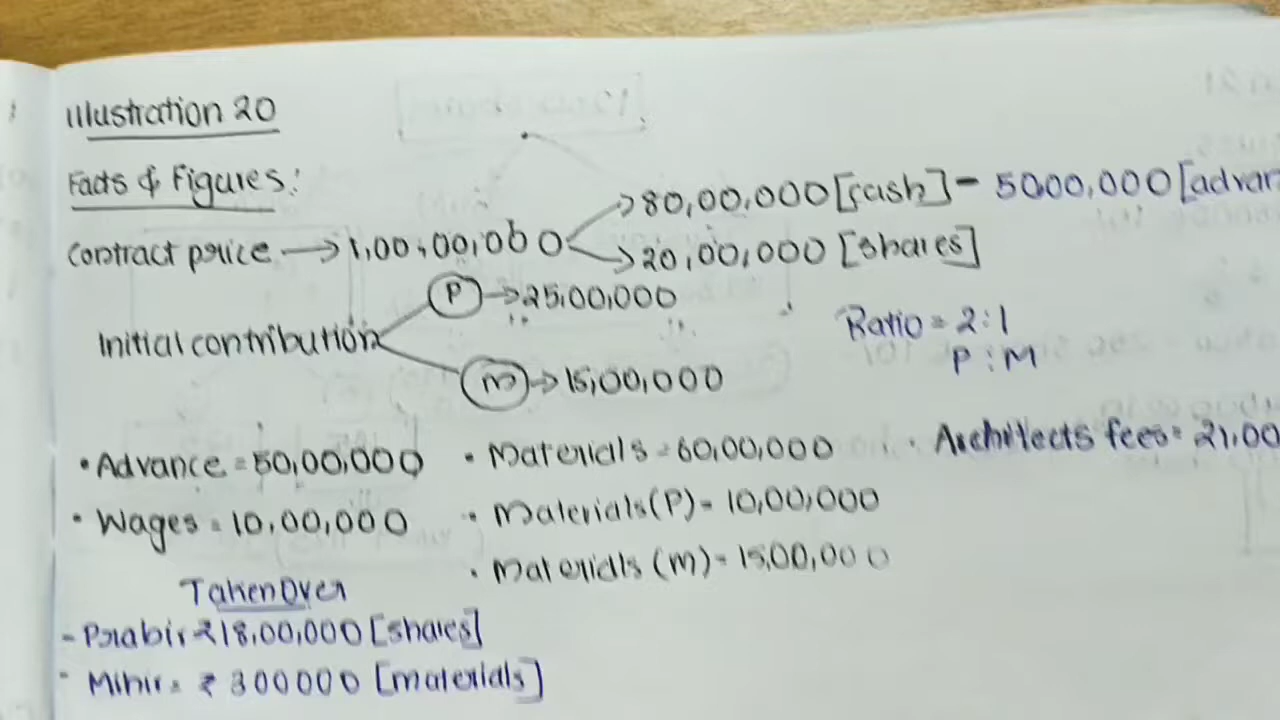 Illustration 20
Facts & Figures:
Contract price → 1,00,00,000
→ 80,00,000 [cash] - 5000,000 [advan
→ 20,00,000 [shares]
Initial contribution
P → 25,00,000
M → 15,00,000
Ratio = 2:1
P : M
• Advance = 50,00,000
• Materials = 60,00,000
• Architects fees = 21,00
• Wages = 10,00,000
• Materials (P) = 10,00,000
• Materials (M) = 15,00,000
Taken Over
- Prabir = ₹18,00,000 [shares]
- Mihir = ₹ 300000 [materials]